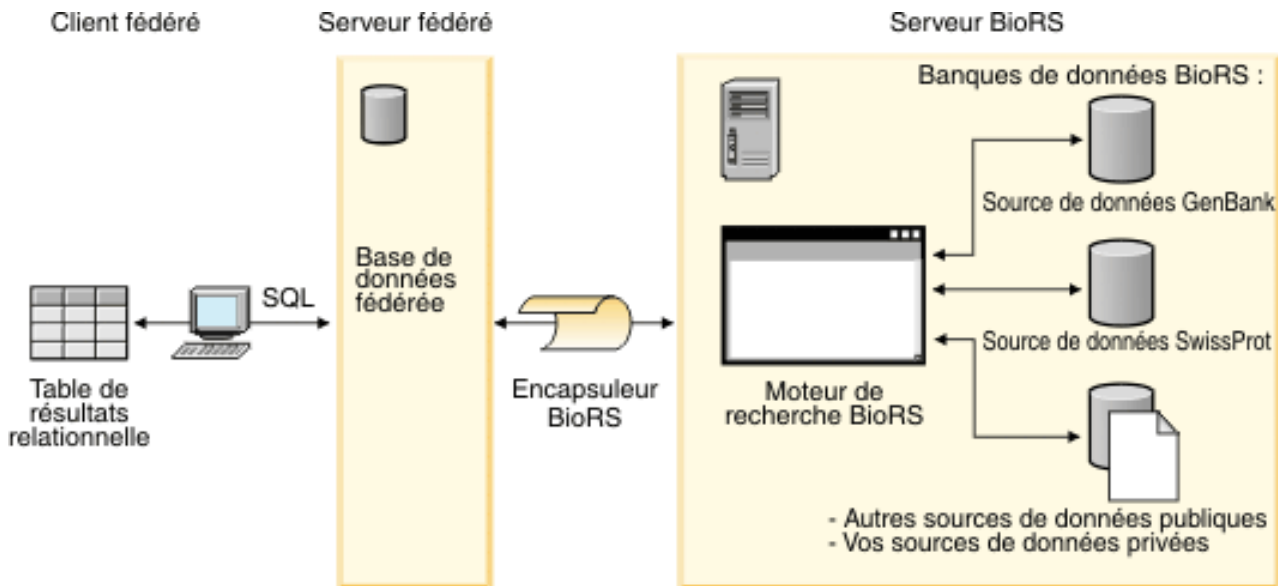 Client fédéré
Serveur fédéré
Serveur BioRS
Banques de données BioRS :
Source de données GenBank
Base de
données
fédérée
SQL
Source de données SwissProt
Table de
résultats
relationnelle
Encapsuleur
BioRS
Moteur de
recherche BioRS
- Autres sources de données publiques
- Vos sources de données privées